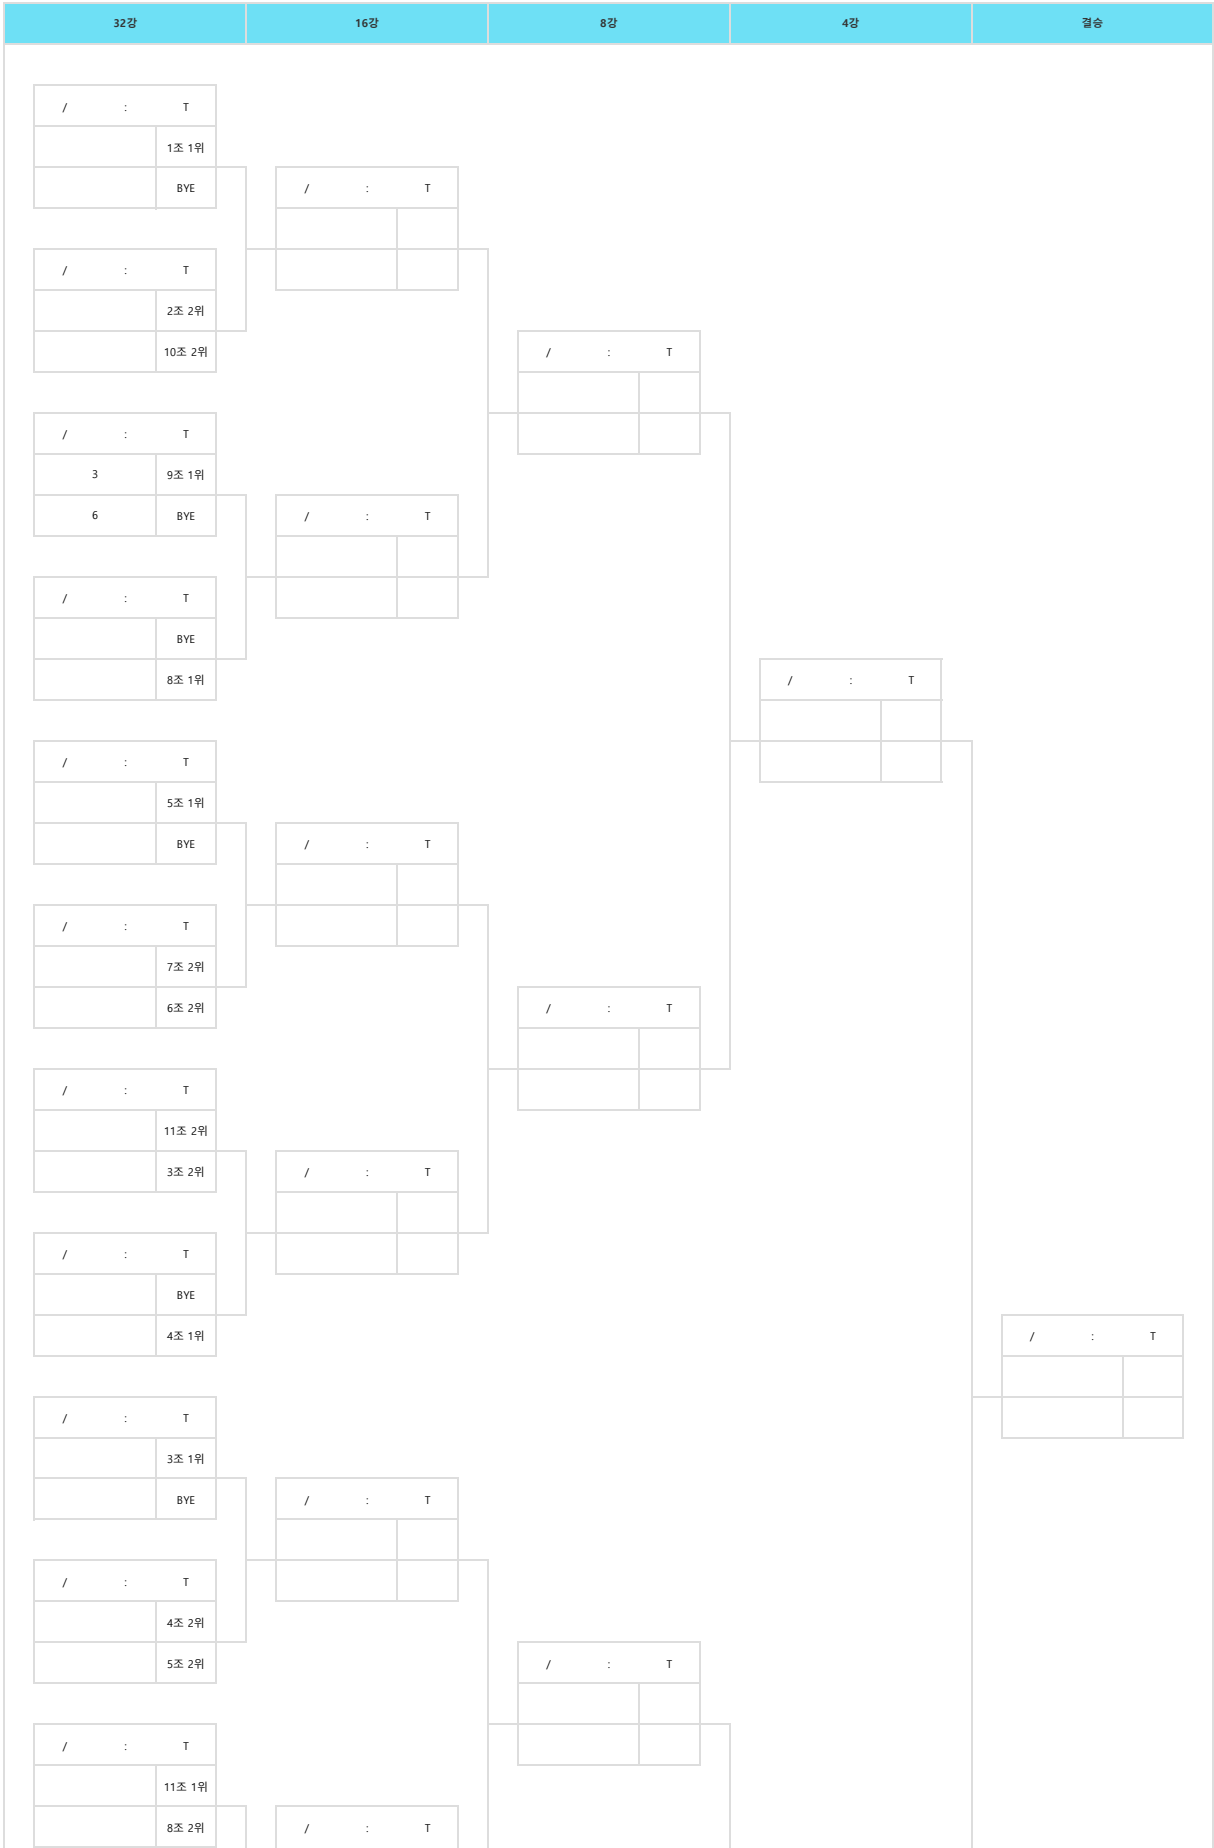 32강 16강 8강 4강 결승
/ : T
1조 1위
BYE
/ : T
/ : T
2조 2위
10조 2위
/ : T
/ : T
3 9조 1위
6 BYE
/ : T
/ : T
BYE
8조 1위
/ : T
/ : T
5조 1위
BYE
/ : T
/ : T
7조 2위
6조 2위
/ : T
/ : T
11조 2위
3조 2위
/ : T
/ : T
BYE
4조 1위
/ : T
/ : T
3조 1위
BYE
/ : T
/ : T
4조 2위
5조 2위
/ : T
/ : T
11조 1위
8조 2위
/ : T